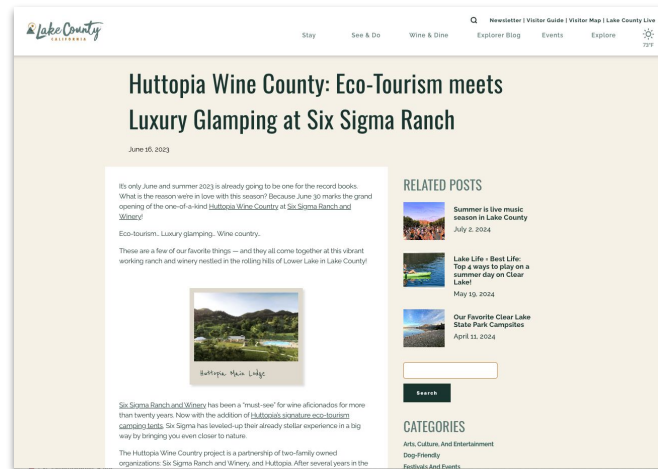 Lake County
CALIFORNIA
Newsletter | Visitor Guide | Visitor Map | Lake County Live
Stay See & Do Wine & Dine Explorer Blog Events Explore
73°F
Huttopia Wine County: Eco-Tourism meets
Luxury Glamping at Six Sigma Ranch
June 16, 2023
It's only June and summer 2023 is already going to be one for the record books.
What is the reason we're in love with this season? Because June 30 marks the grand
opening of the one-of-a-kind Huttopia Wine Country at Six Sigma Ranch and
Winery!
Eco-tourism… Luxury glamping… Wine country…
These are a few of our favorite things — and they all come together at this vibrant
working ranch and winery nestled in the rolling hills of Lower Lake in Lake County!
Huttopia Main Lodge
Six Sigma Ranch and Winery has been a "must-see" for wine aficionados for more
than twenty years. Now with the addition of Huttopia's signature eco-tourism
camping tents, Six Sigma has leveled-up their already stellar experience in a big
way by bringing you even closer to nature.
The Huttopia Wine Country project is a partnership of two family owned
organizations: Six Sigma Ranch and Winery, and Huttopia. After several years in the
RELATED POSTS
Summer is live music
season in Lake County
July 2, 2024
Lake Life = Best Life:
Top 4 ways to play on a
summer day on Clear
Lake!
May 19, 2024
Our Favorite Clear Lake
State Park Campsites
April 11, 2024
Search
CATEGORIES
Arts, Culture, And Entertainment
Dog-Friendly
Festivals And Events